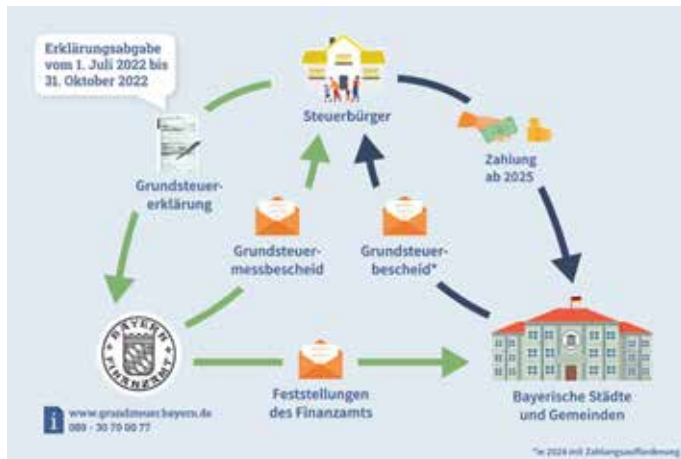 Erklärungsabgabe
vom 1. Juli 2022 bis
31. Oktober 2022
Steuerbürger
Grundsteuer-
erklärung
Zahlung
ab 2025
Grundsteuer-
messbescheid
Grundsteuer-
bescheid*
BAYERN
FINANZAMT
Feststellungen
des Finanzamts
Bayerische Städte
und Gemeinden
i www.grundsteuer.bayern.de
089 - 30 70 00 77
*in 2024 mit Zahlungsaufforderung